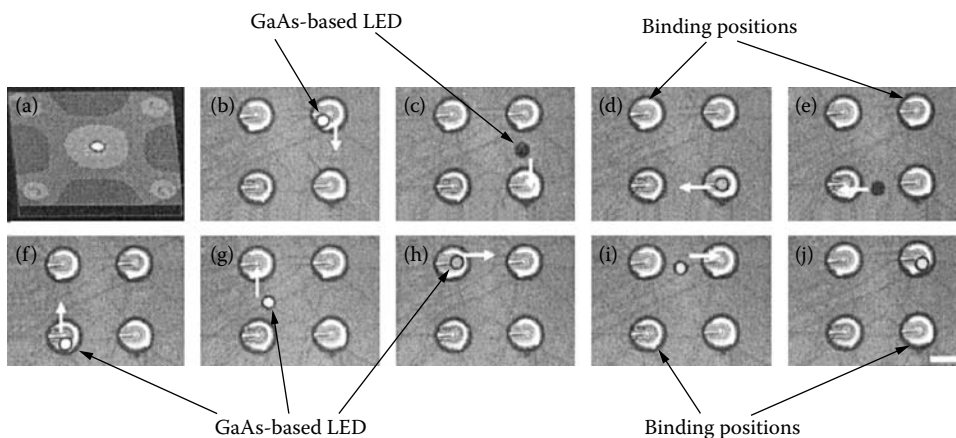 GaAs-based LED
Binding positions
(a)
(b)
(c)
(d)
(e)
(f)
(g)
(h)
(i)
(j)
GaAs-based LED
Binding positions